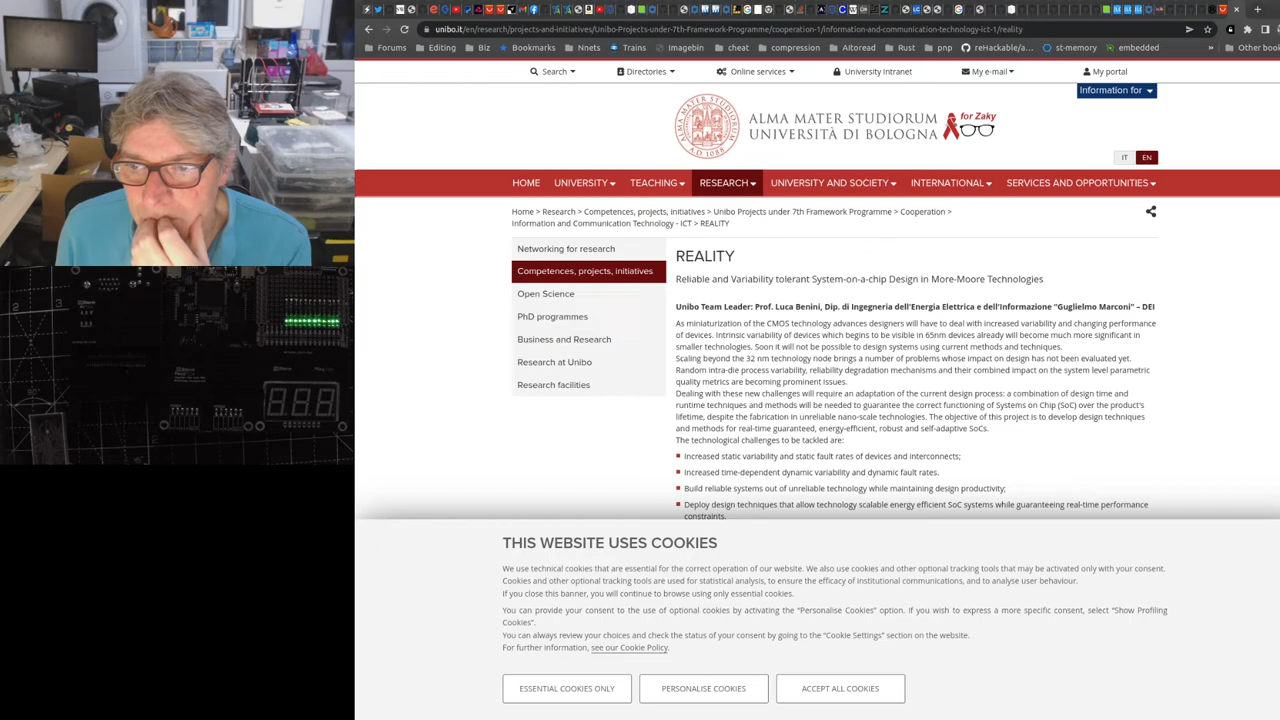 unibo.it/en/research/projects-and-initiatives/Unibo-Projects-under-7th-Framework-Programme/cooperation-1/information-and-communication-technology-ict-1/reality
Forums Editing Biz Bookmarks Nnets Trains Imagebin cheat compression Altoread Rust pnp reHackable/a... st-memory embedded Other book
Search Directories Online services University Intranet My e-mail My portal
Information for
ALMA MATER STUDIORUM
UNIVERSITÀ DI BOLOGNA
for Zaky
IT EN
HOME UNIVERSITY TEACHING RESEARCH UNIVERSITY AND SOCIETY INTERNATIONAL SERVICES AND OPPORTUNITIES
Home > Research > Competences, projects, initiatives > Unibo Projects under 7th Framework Programme > Cooperation >
Information and Communication Technology - ICT > REALITY
Networking for research
Competences, projects, initiatives
Open Science
PhD programmes
Business and Research
Research at Unibo
Research facilities
REALITY
Reliable and Variability tolerant System-on-a-chip Design in More-Moore Technologies
Unibo Team Leader: Prof. Luca Benini, Dip. di Ingegneria dell'Energia Elettrica e dell'Informazione "Guglielmo Marconi" – DEI
As miniaturization of the CMOS technology advances designers will have to deal with increased variability and changing performance
of devices. Intrinsic variability of devices which begins to be visible in 65nm devices already will become much more significant in
smaller technologies. Soon it will not be possible to design systems using current methods and techniques.
Scaling beyond the 32 nm technology node brings a number of problems whose impact on design has not been evaluated yet.
Random intra-die process variability, reliability degradation mechanisms and their combined impact on the system level parametric
quality metrics are becoming prominent issues.
Dealing with these new challenges will require an adaptation of the current design process: a combination of design time and
runtime techniques and methods will be needed to guarantee the correct functioning of Systems on Chip (SoC) over the product's
lifetime, despite the fabrication in unreliable nano-scale technologies. The objective of this project is to develop design techniques
and methods for real-time guaranteed, energy-efficient, robust and self-adaptive SoCs.
The technological challenges to be tackled are:
Increased static variability and static fault rates of devices and interconnects;
Increased time-dependent dynamic variability and dynamic fault rates.
Build reliable systems out of unreliable technology while maintaining design productivity;
Deploy design techniques that allow technology scalable energy efficient SoC systems while guaranteeing real-time performance
constraints.
THIS WEBSITE USES COOKIES
We use technical cookies that are essential for the correct operation of our website. We also use cookies and other optional tracking tools that may be activated only with your consent.
Cookies and other optional tracking tools are used for statistical analysis, to ensure the efficacy of institutional communications, and to analyse user behaviour.
If you close this banner, you will continue to browse using only essential cookies.
You can provide your consent to the use of optional cookies by activating the "Personalise Cookies" option. If you wish to express a more specific consent, select "Show Profiling
Cookies".
You can always review your choices and check the status of your consent by going to the "Cookie Settings" section on the website.
For further information, see our Cookie Policy.
ESSENTIAL COOKIES ONLY PERSONALISE COOKIES ACCEPT ALL COOKIES